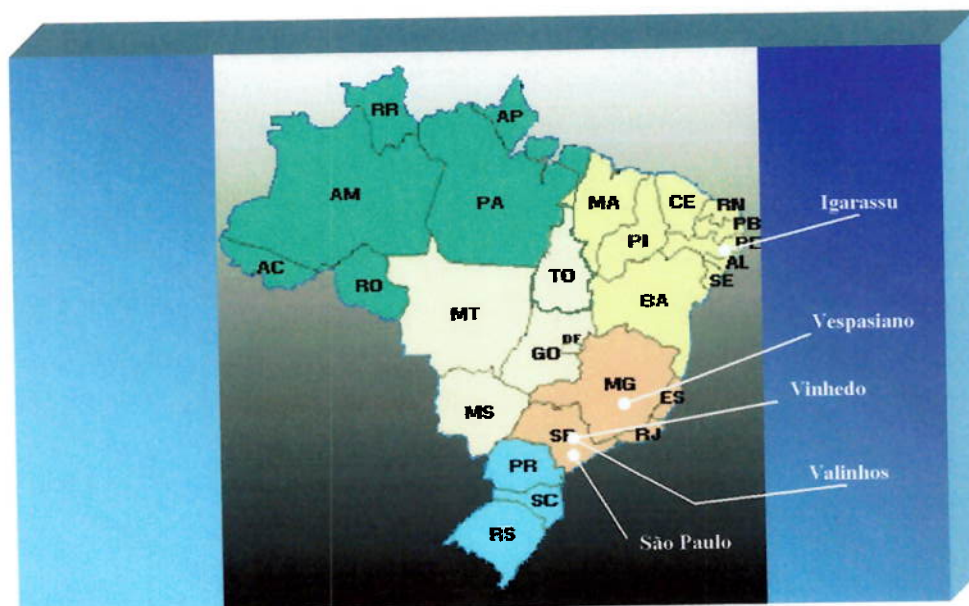 RR
AP
AM
PA
MA
CE
RN
PB
PI
PE
AL
SE
AC
RO
TO
BA
MT
DF
GO
MG
ES
MS
SP
RJ
PR
SC
RS
Igarassu
Vespasiano
Vinhedo
Valinhos
São Paulo